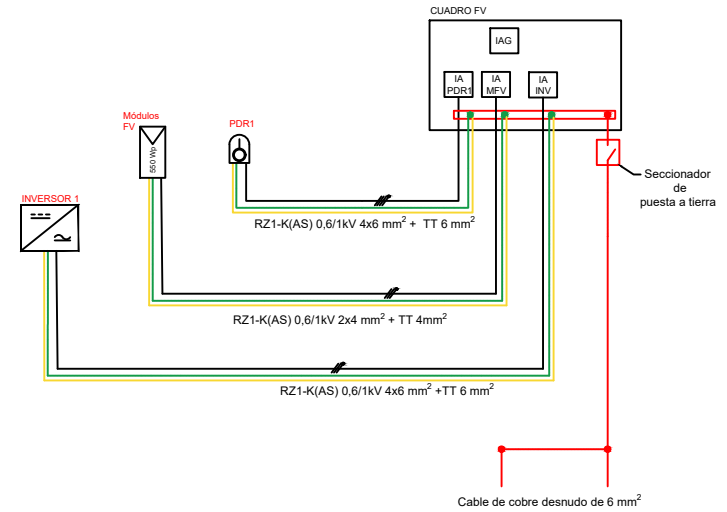 CUADRO FV
IAG
IA
PDR1
IA
MFV
IA
INV
Módulos
FV
550 Wp
PDR1
Seccionador
de
puesta a tierra
INVERSOR 1
RZ1-K(AS) 0,6/1kV 4x6 mm² + TT 6 mm²
RZ1-K(AS) 0,6/1kV 2x4 mm² + TT 4mm²
RZ1-K(AS) 0,6/1kV 4x6 mm² +TT 6 mm²
Cable de cobre desnudo de 6 mm²